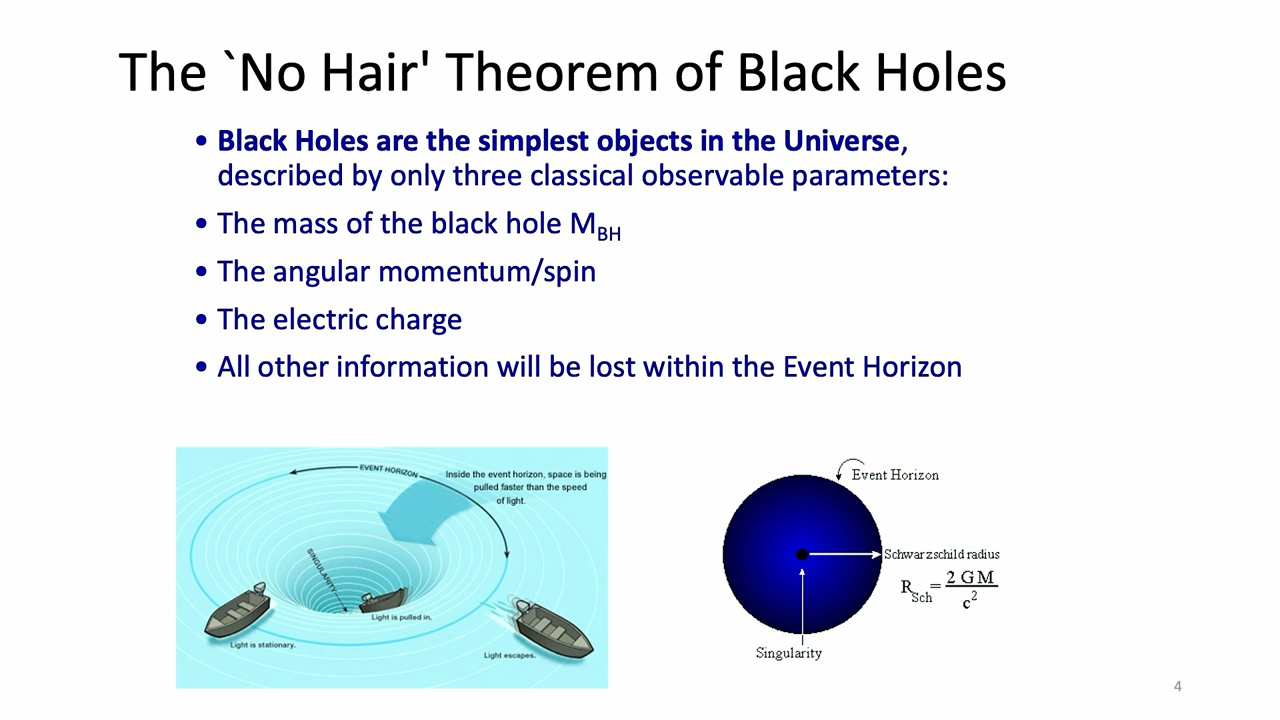 The `No Hair' Theorem of Black Holes
• Black Holes are the simplest objects in the Universe,
described by only three classical observable parameters:
• The mass of the black hole M_BH
• The angular momentum/spin
• The electric charge
• All other information will be lost within the Event Horizon
EVENT HORIZON
Inside the event horizon, space is being
pulled faster than the speed
of light.
SINGULARITY
Light is pulled in.
Light is stationary.
Light escapes.
Event Horizon
Schwarzschild radius
R_Sch = 2 G M / c^2
Singularity
4